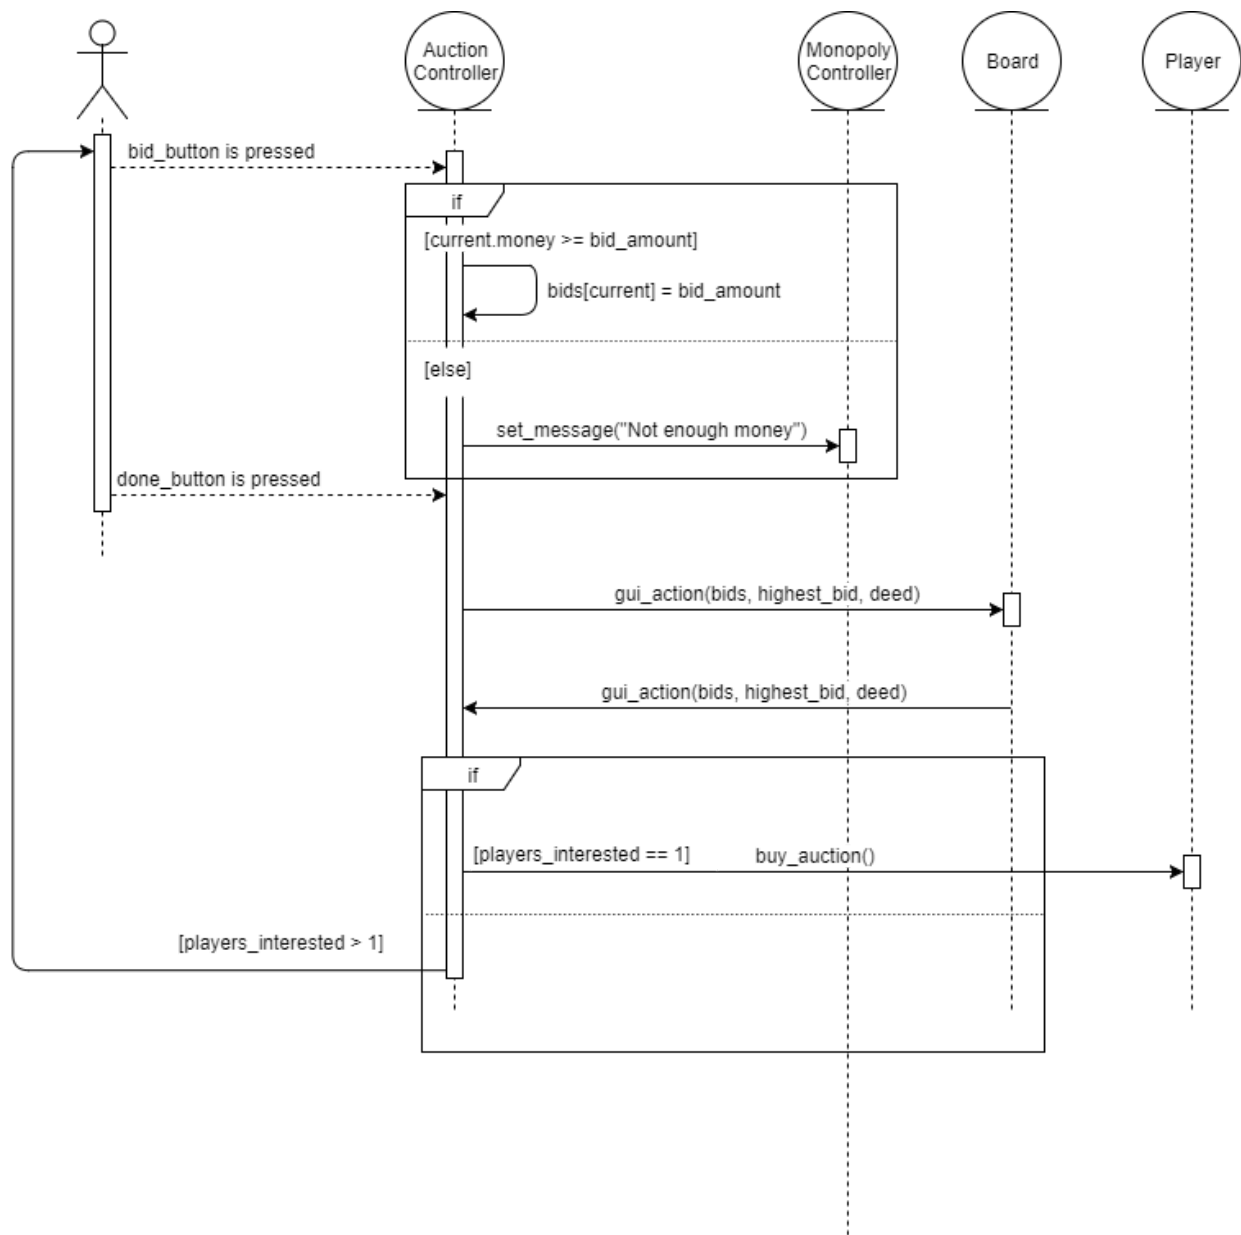 Auction
Controller
Monopoly
Controller
Board
Player
bid_button is pressed
if
[current.money >= bid_amount]
bids[current] = bid_amount
[else]
set_message("Not enough money")
done_button is pressed
gui_action(bids, highest_bid, deed)
gui_action(bids, highest_bid, deed)
if
[players_interested == 1]
buy_auction()
[players_interested > 1]